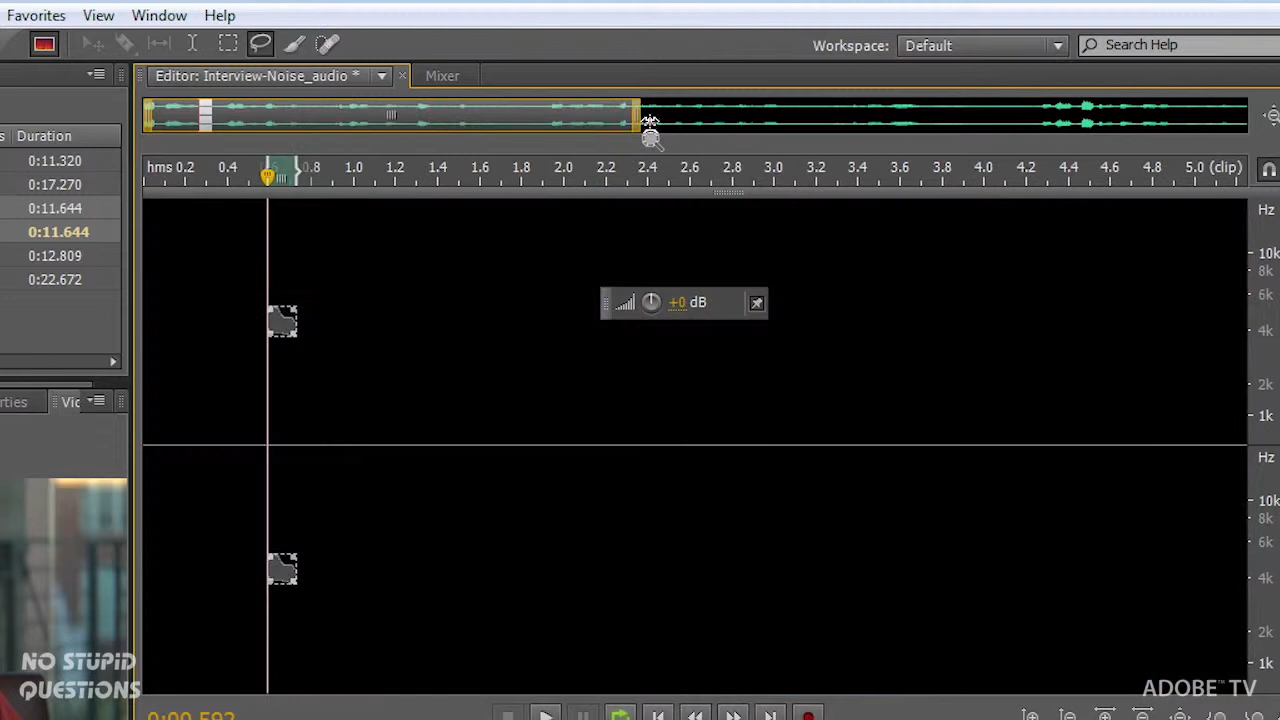 Favorites View Window Help
Workspace: Default Search Help
Editor: Interview-Noise_audio * Mixer
s Duration
0:11.320
0:17.270
0:11.644
0:11.644
0:12.809
0:22.672
hms 0.2 0.4 0.6 0.8 1.0 1.2 1.4 1.6 1.8 2.0 2.2 2.4 2.6 2.8 3.0 3.2 3.4 3.6 3.8 4.0 4.2 4.4 4.6 4.8 5.0 (clip)
Hz
10k
8k
6k
4k
2k
1k
+0 dB
rties Vic
Hz
10k
8k
6k
4k
2k
1k
NO STUPID
QUESTIONS
ADOBE™ TV
0:00.592